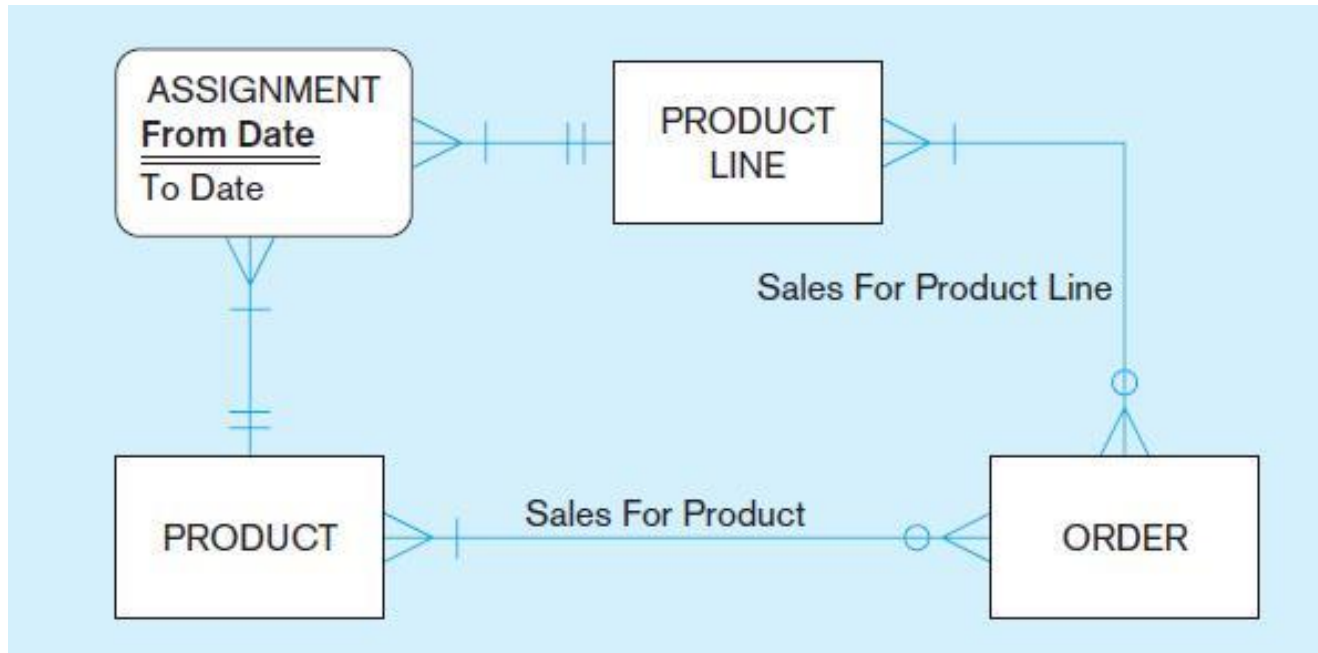 ASSIGNMENT
From Date
To Date
PRODUCT
LINE
Sales For Product Line
PRODUCT
Sales For Product
ORDER